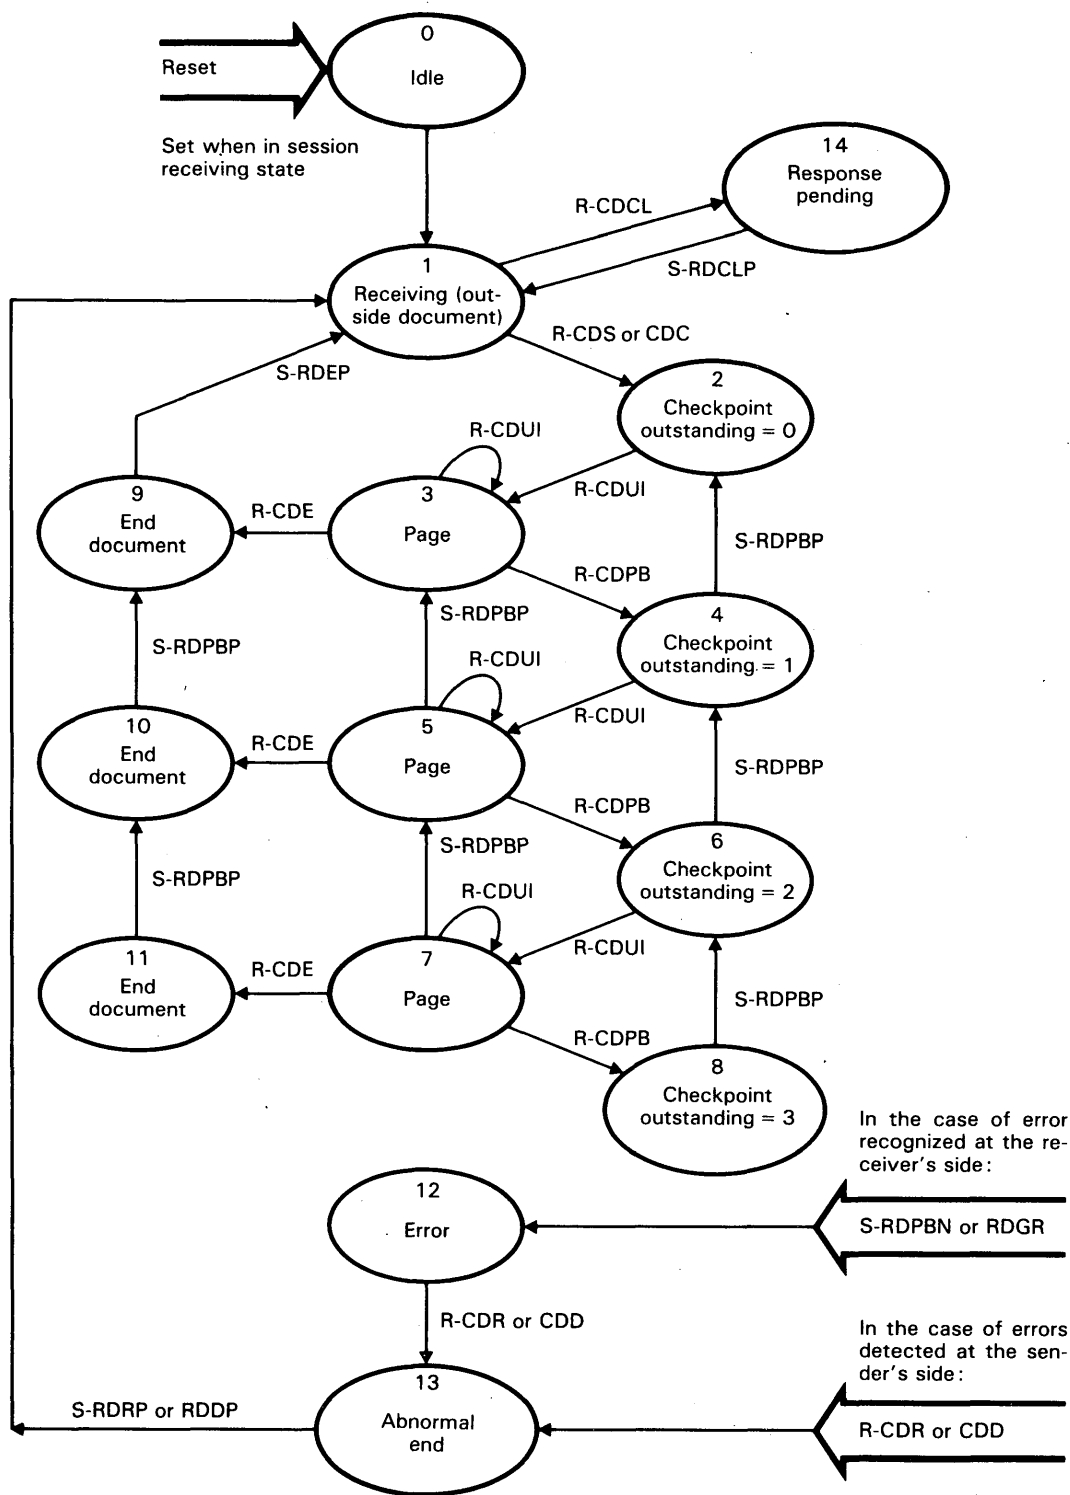 0
Idle
Reset
Set when in session
receiving state
14
Response
pending
R-CDCL
S-RDCLP
1
Receiving (out-
side document)
R-CDS or CDC
S-RDEP
2
Checkpoint
outstanding = 0
R-CDUI
R-CDUI
9
End
document
R-CDE
3
Page
S-RDPBP
R-CDPB
S-RDPBP
4
Checkpoint
outstanding = 1
S-RDPBP
R-CDUI
R-CDUI
10
End
document
R-CDE
5
Page
S-RDPBP
R-CDPB
S-RDPBP
6
Checkpoint
outstanding = 2
S-RDPBP
R-CDUI
R-CDUI
11
End
document
R-CDE
7
Page
S-RDPBP
R-CDPB
8
Checkpoint
outstanding = 3
In the case of error
recognized at the re-
ceiver's side:
12
Error
S-RDPBN or RDGR
R-CDR or CDD
In the case of errors
detected at the sen-
der's side:
13
Abnormal
end
S-RDRP or RDDP
R-CDR or CDD